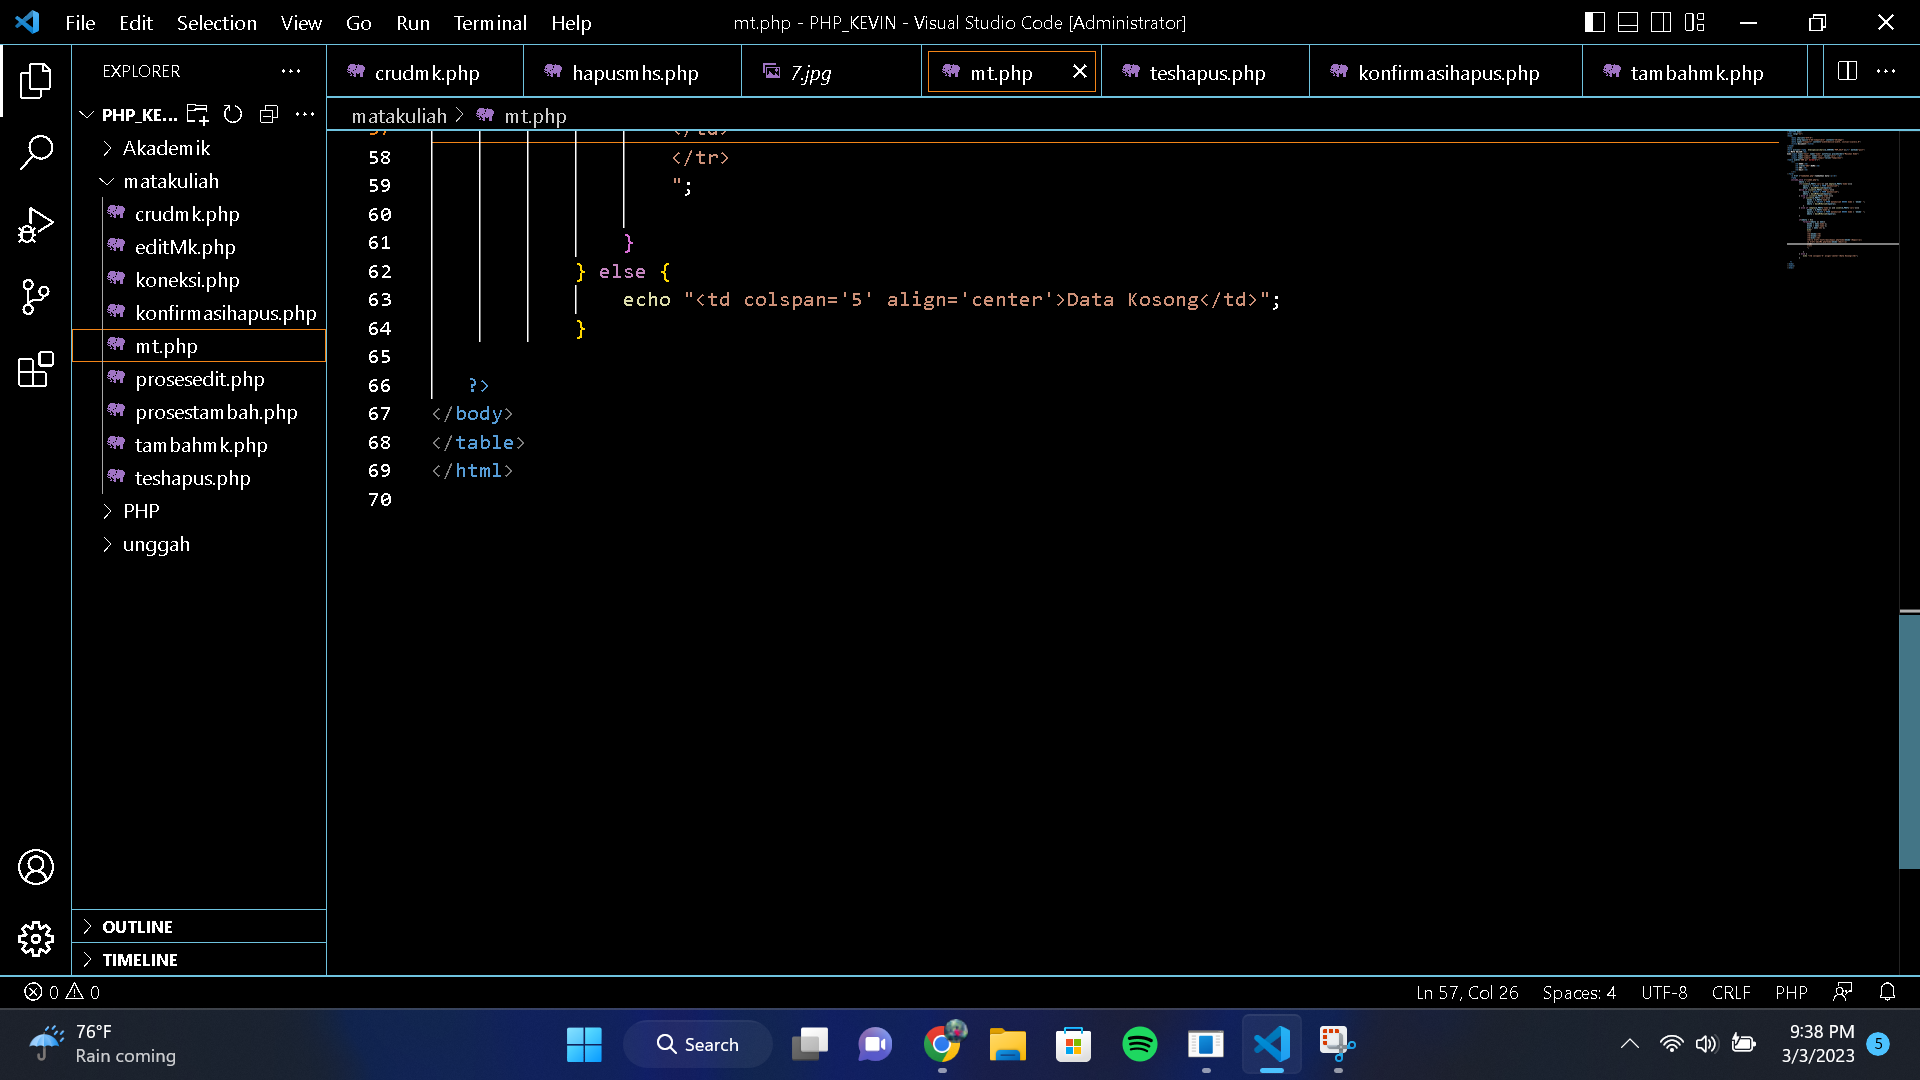 File Edit Selection View Go Run Terminal Help
mt.php - PHP_KEVIN - Visual Studio Code [Administrator]
EXPLORER
crudmk.php
hapusmhs.php
7.jpg
mt.php
teshapus.php
konfirmasihapus.php
tambahmk.php
PHP_KE...
matakuliah > mt.php
Akademik
matakuliah
crudmk.php
editMk.php
koneksi.php
konfirmasihapus.php
mt.php
prosesedit.php
prosestambah.php
tambahmk.php
teshapus.php
PHP
unggah
57 </td>
58 </tr>
59 ";
60
61 }
62 } else {
63 echo "<td colspan='5' align='center'>Data Kosong</td>";
64 }
65
66 ?>
67 </body>
68 </table>
69 </html>
70
OUTLINE
TIMELINE
0 0
Ln 57, Col 26 Spaces: 4 UTF-8 CRLF PHP
76°F
Rain coming
Search
9:38 PM
3/3/2023
5